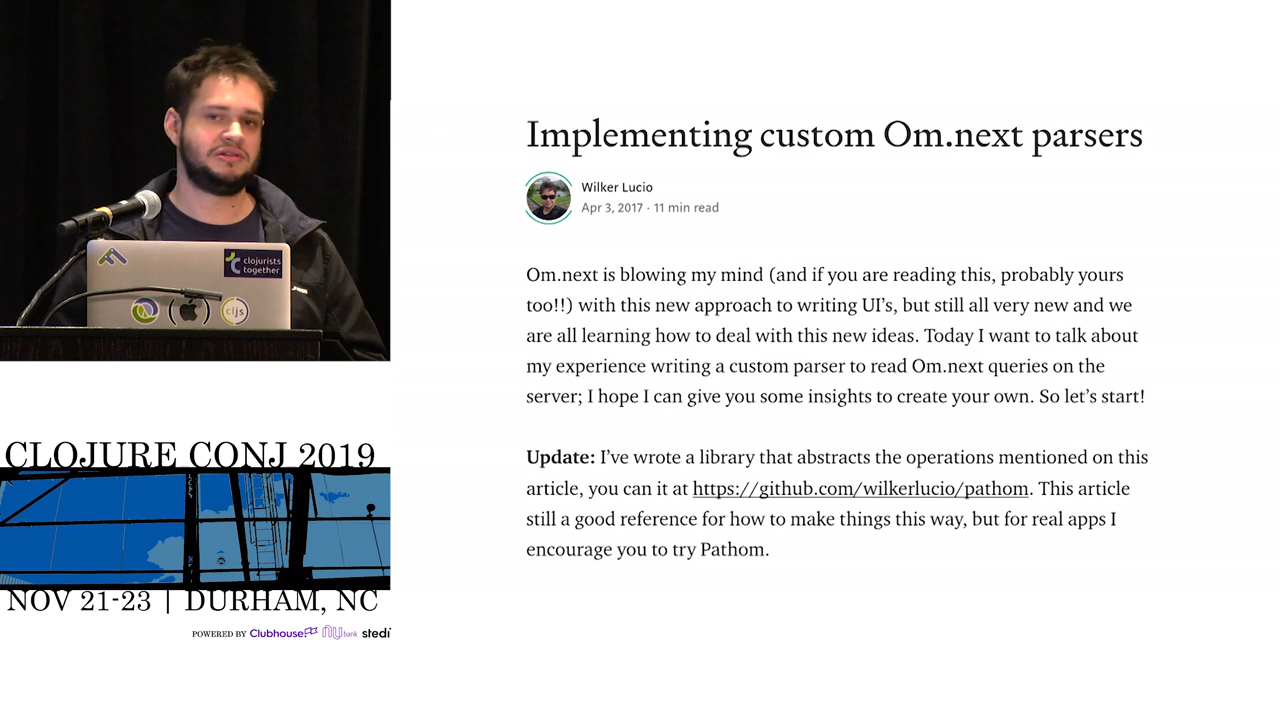 clojurists
together
cljs
CLOJURE CONJ 2019
NOV 21-23 | DURHAM, NC
POWERED BY Clubhouse nu bank stedi
Implementing custom Om.next parsers
Wilker Lucio
Apr 3, 2017 · 11 min read
Om.next is blowing my mind (and if you are reading this, probably yours
too!!) with this new approach to writing UI’s, but still all very new and we
are all learning how to deal with this new ideas. Today I want to talk about
my experience writing a custom parser to read Om.next queries on the
server; I hope I can give you some insights to create your own. So let’s start!
Update: I’ve wrote a library that abstracts the operations mentioned on this
article, you can it at https://github.com/wilkerlucio/pathom. This article
still a good reference for how to make things this way, but for real apps I
encourage you to try Pathom.